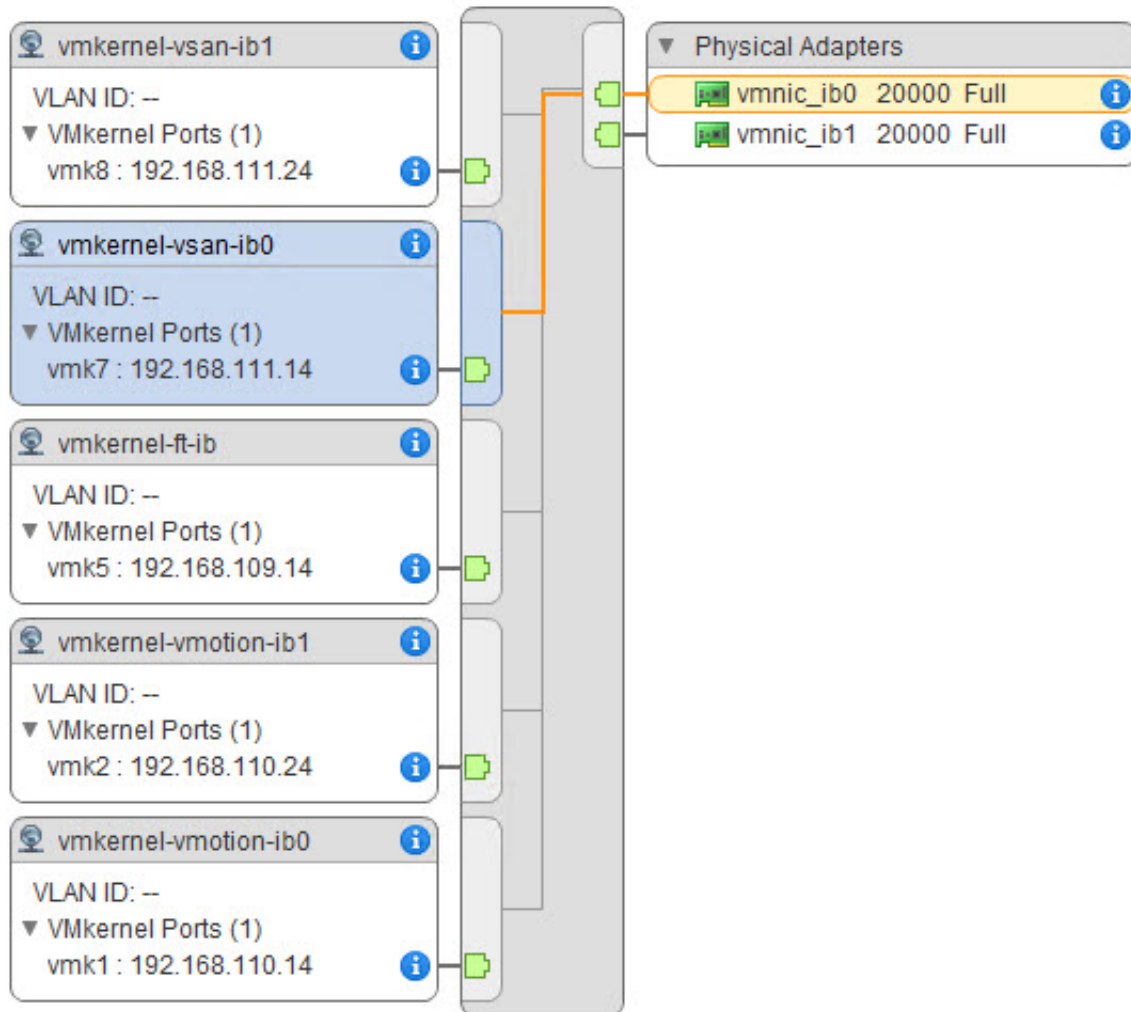 vmkernel-vsan-ib1
VLAN ID: --
VMkernel Ports (1)
vmk8 : 192.168.111.24
vmkernel-vsan-ib0
VLAN ID: --
VMkernel Ports (1)
vmk7 : 192.168.111.14
vmkernel-ft-ib
VLAN ID: --
VMkernel Ports (1)
vmk5 : 192.168.109.14
vmkernel-vmotion-ib1
VLAN ID: --
VMkernel Ports (1)
vmk2 : 192.168.110.24
vmkernel-vmotion-ib0
VLAN ID: --
VMkernel Ports (1)
vmk1 : 192.168.110.14
Physical Adapters
vmnic_ib0 20000 Full
vmnic_ib1 20000 Full